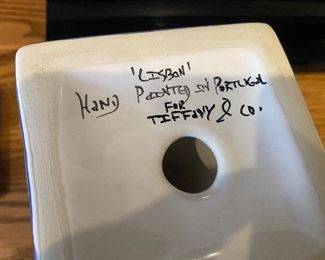 'LISBON'
HAND PAINTED IN PORTUGAL
FOR
TIFFANY & CO.